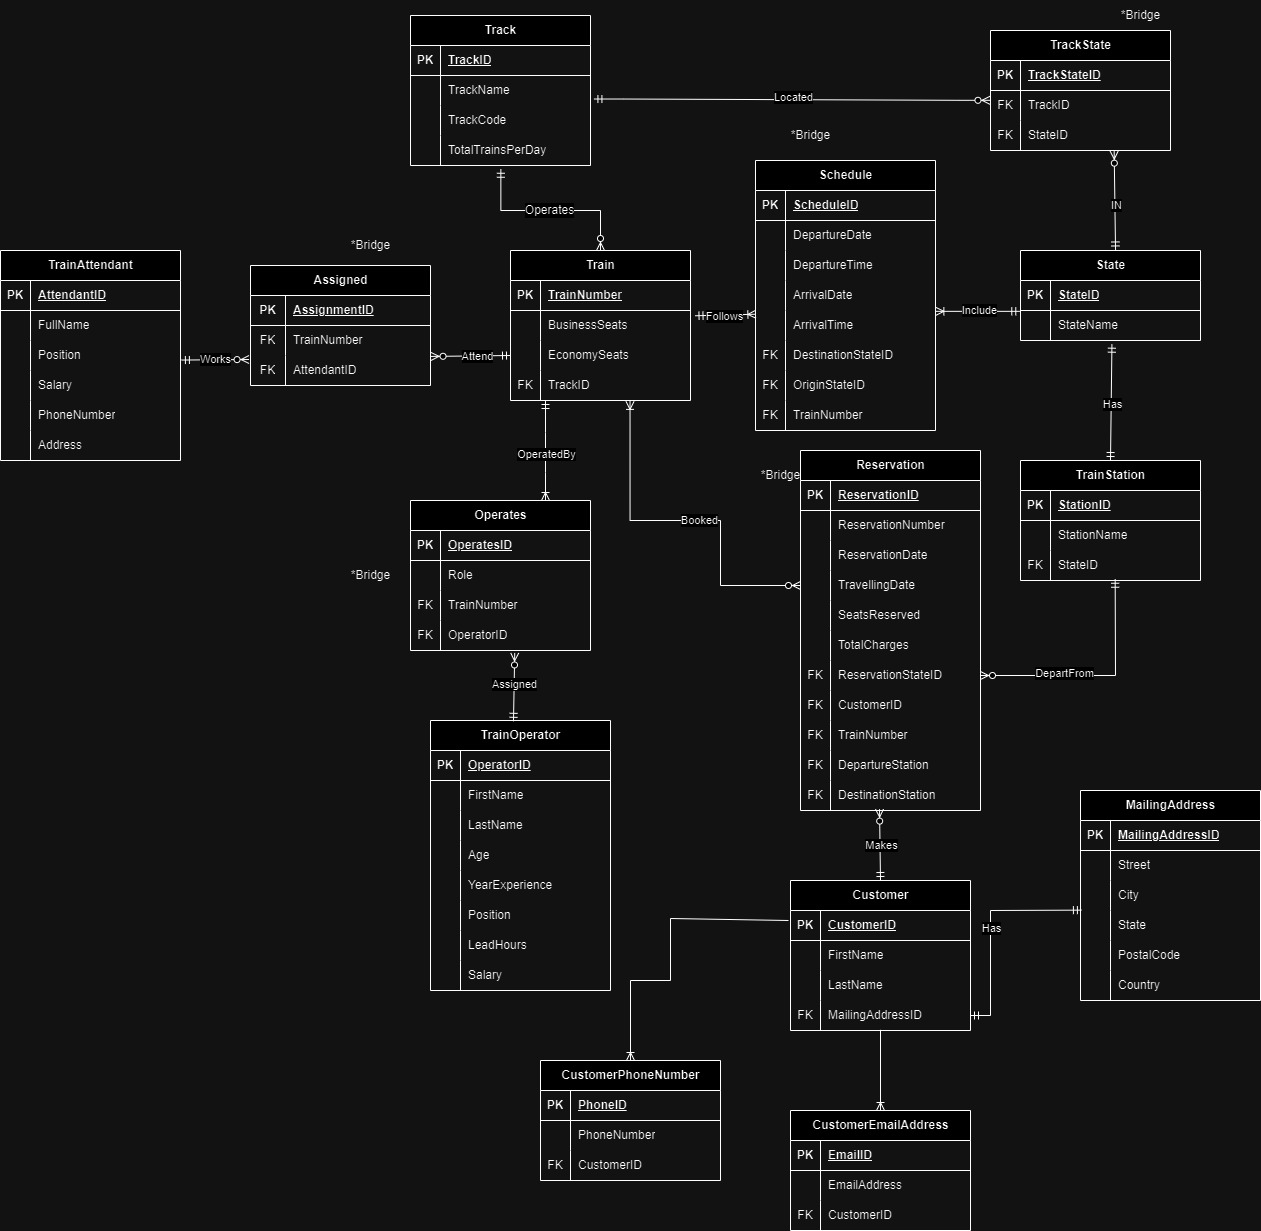 *Bridge
Track
PK TrackID
TrackName
TrackCode
TotalTrainsPerDay
Located
TrackState
PK TrackStateID
FK TrackID
FK StateID
*Bridge
Schedule
PK ScheduleID
DepartureDate
DepartureTime
ArrivalDate
ArrivalTime
FK DestinationStateID
FK OriginStateID
FK TrainNumber
IN
Operates
*Bridge
TrainAttendant
PK AttendantID
FullName
Position
Salary
PhoneNumber
Address
Works
Assigned
PK AssignmentID
FK TrainNumber
FK AttendantID
Attend
Train
PK TrainNumber
BusinessSeats
EconomySeats
FK TrackID
Follows
Include
State
PK StateID
StateName
Has
OperatedBy
Booked
*Bridge
Operates
PK OperatesID
Role
FK TrainNumber
FK OperatorID
*Bridge
Reservation
PK ReservationID
ReservationNumber
ReservationDate
TravellingDate
SeatsReserved
TotalCharges
FK ReservationStateID
FK CustomerID
FK TrainNumber
FK DepartureStation
FK DestinationStation
TrainStation
PK StationID
StationName
FK StateID
DepartFrom
Assigned
TrainOperator
PK OperatorID
FirstName
LastName
Age
YearExperience
Position
LeadHours
Salary
Makes
Customer
PK CustomerID
FirstName
LastName
FK MailingAddressID
Has
MailingAddress
PK MailingAddressID
Street
City
State
PostalCode
Country
CustomerPhoneNumber
PK PhoneID
PhoneNumber
FK CustomerID
CustomerEmailAddress
PK EmailID
EmailAddress
FK CustomerID